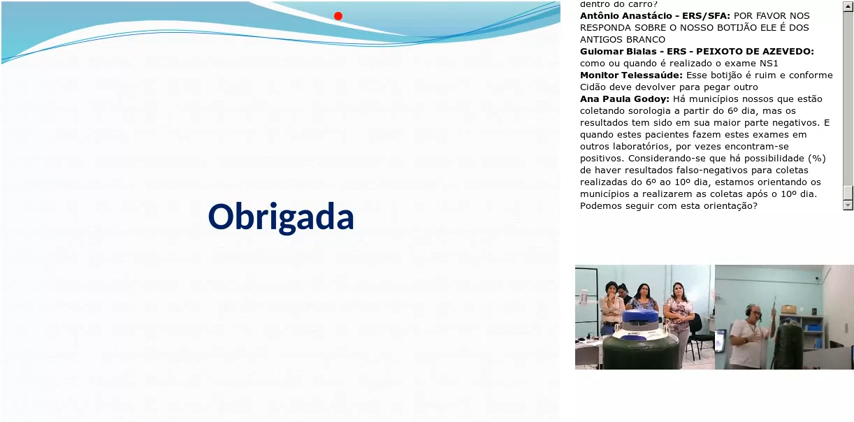 Obrigada
dentro do carro?
Antônio Anastácio - ERS/SFA: POR FAVOR NOS
RESPONDA SOBRE O NOSSO BOTIJÃO ELE É DOS
ANTIGOS BRANCO
Guiomar Bialas - ERS - PEIXOTO DE AZEVEDO:
como ou quando é realizado o exame NS1
Monitor Telessaúde: Esse botijão é ruim e conforme
Cidão deve devolver para pegar outro
Ana Paula Godoy: Há municípios nossos que estão
coletando sorologia a partir do 6º dia, mas os
resultados tem sido em sua maior parte negativos. E
quando estes pacientes fazem estes exames em
outros laboratórios, por vezes encontram-se
positivos. Considerando-se que há possibilidade (%)
de haver resultados falso-negativos para coletas
realizadas do 6º ao 10º dia, estamos orientando os
municípios a realizarem as coletas após o 10º dia.
Podemos seguir com esta orientação?